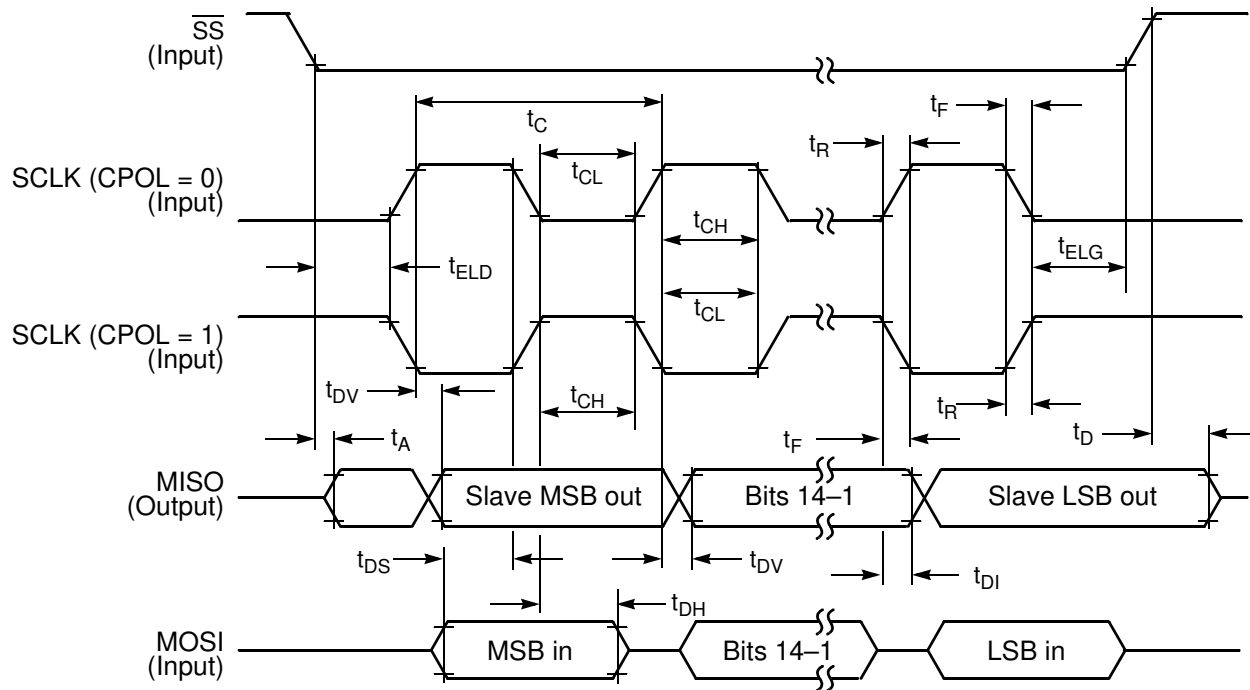 SS
(Input)
t_F
t_C
t_R
SCLK (CPOL = 0)
(Input)
t_CL
t_CH
t_ELD
t_ELG
t_CL
SCLK (CPOL = 1)
(Input)
t_DV
t_CH
t_R
t_A
t_F
t_D
MISO
(Output)
Slave MSB out
Bits 14–1
Slave LSB out
t_DS
t_DV
t_DI
t_DH
MOSI
(Input)
MSB in
Bits 14–1
LSB in